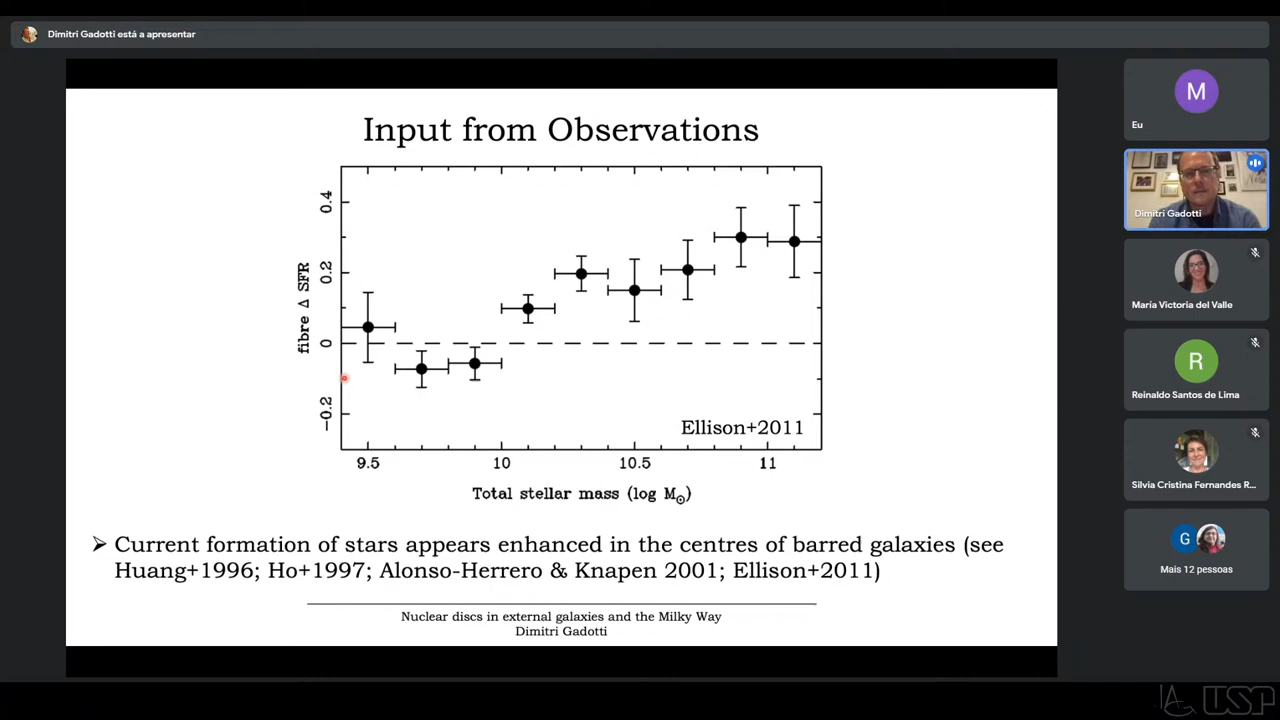 Dimitri Gadotti está a apresentar
Input from Observations
0.4
0.2
0
−0.2
fibre Δ SFR
Ellison+2011
9.5 10 10.5 11
Total stellar mass (log M⊙)
➢ Current formation of stars appears enhanced in the centres of barred galaxies (see
Huang+1996; Ho+1997; Alonso-Herrero & Knapen 2001; Ellison+2011)
Nuclear discs in external galaxies and the Milky Way
Dimitri Gadotti
M
Eu
Dimitri Gadotti
María Victoria del Valle
R
Reinaldo Santos de Lima
Silvia Cristina Fernandes R...
G
Mais 12 pessoas
USP